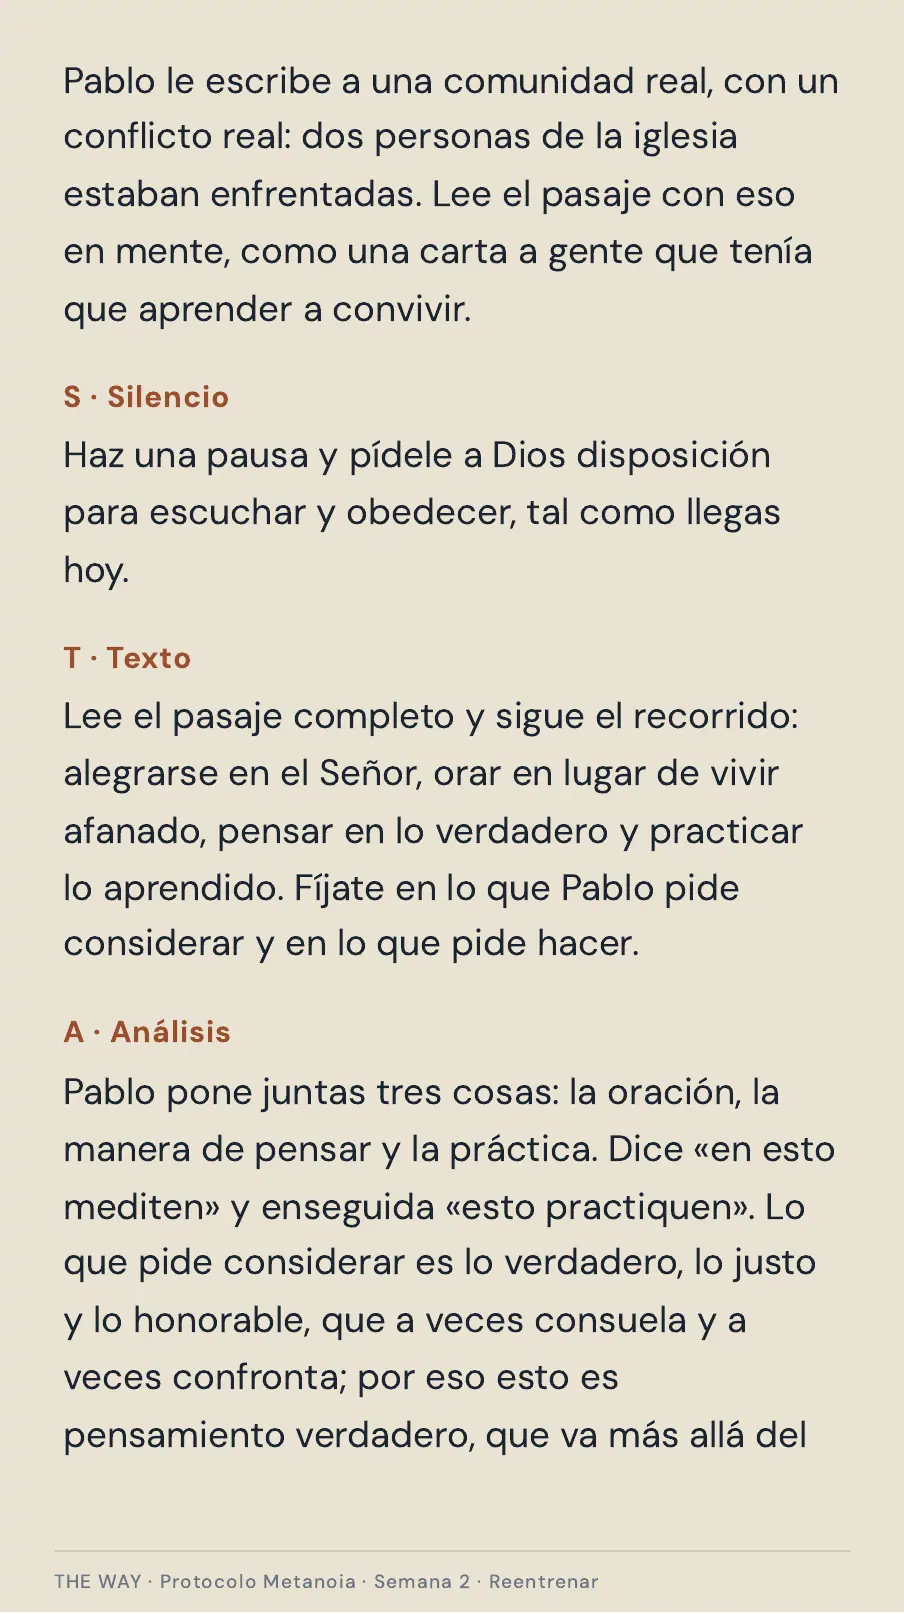 Pablo le escribe a una comunidad real, con un
conflicto real: dos personas de la iglesia
estaban enfrentadas. Lee el pasaje con eso
en mente, como una carta a gente que tenía
que aprender a convivir.
S · Silencio
Haz una pausa y pídele a Dios disposición
para escuchar y obedecer, tal como llegas
hoy.
T · Texto
Lee el pasaje completo y sigue el recorrido:
alegrarse en el Señor, orar en lugar de vivir
afanado, pensar en lo verdadero y practicar
lo aprendido. Fíjate en lo que Pablo pide
considerar y en lo que pide hacer.
A · Análisis
Pablo pone juntas tres cosas: la oración, la
manera de pensar y la práctica. Dice «en esto
mediten» y enseguida «esto practiquen». Lo
que pide considerar es lo verdadero, lo justo
y lo honorable, que a veces consuela y a
veces confronta; por eso esto es
pensamiento verdadero, que va más allá del
THE WAY · Protocolo Metanoia · Semana 2 · Reentrenar